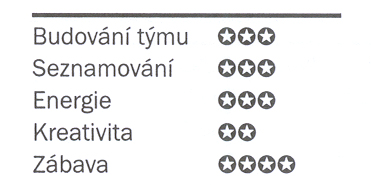 Budování týmu ✪✪✪
Seznamování ✪✪✪
Energie ✪✪✪
Kreativita ✪✪
Zábava ✪✪✪✪